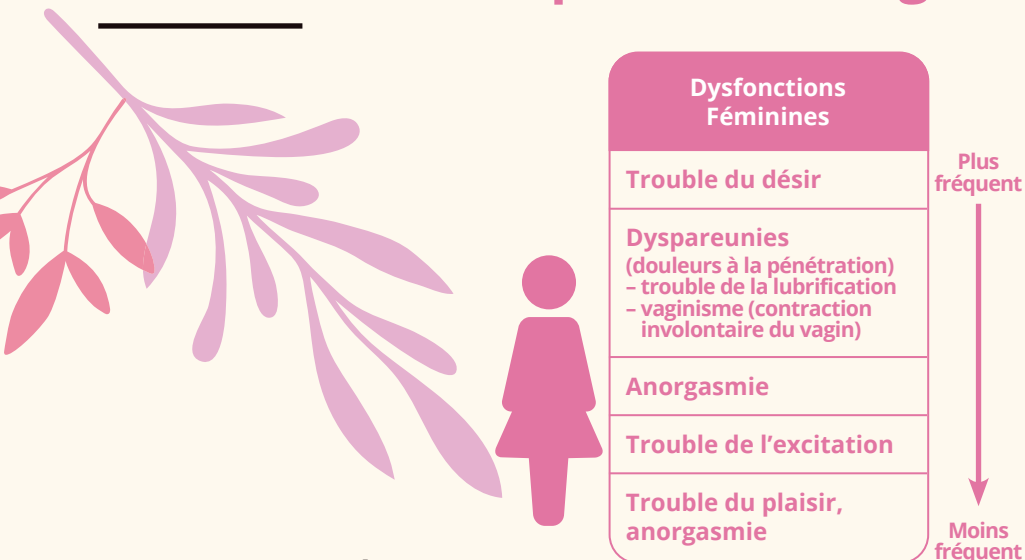 Dysfonctions
Féminines
Trouble du désir
Dyspareunies
(douleurs à la pénétration)
– trouble de la lubrification
– vaginisme (contraction
involontaire du vagin)
Anorgasmie
Trouble de l’excitation
Trouble du plaisir,
anorgasmie
Plus
fréquent
Moins
fréquent